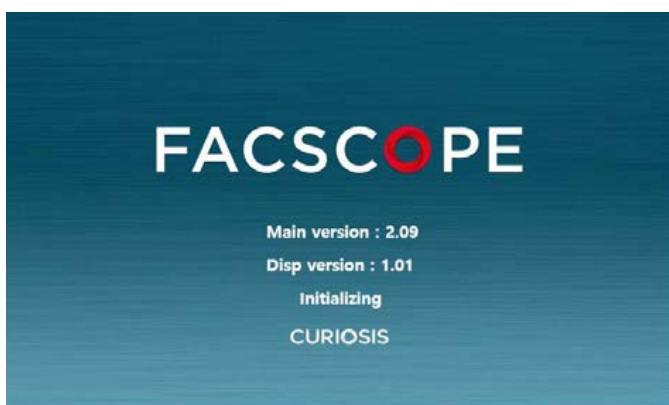 FACSCOPE
Main version : 2.09
Disp version : 1.01
Initializing
CURIOSIS